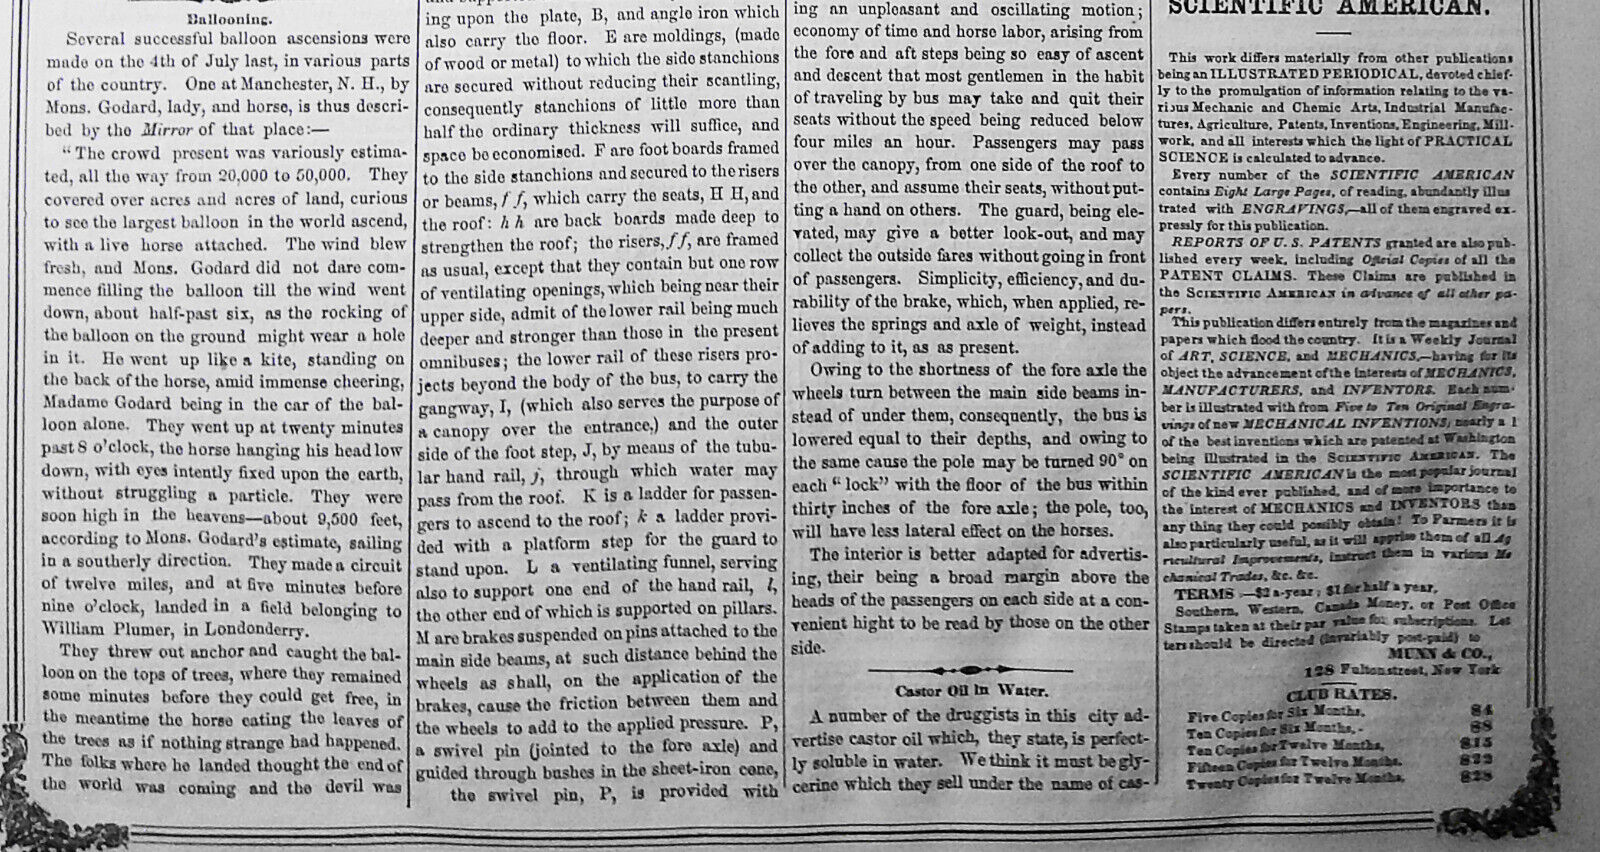 Ballooning.
Several successful balloon ascensions were
made on the 4th of July last, in various parts
of the country. One at Manchester, N. H., by
Mons. Godard, lady, and horse, is thus descri-
bed by the Mirror of that place:—
"The crowd present was variously estima-
ted, all the way from 20,000 to 50,000. They
covered over acres and acres of land, curious
to see the largest balloon in the world ascend,
with a live horse attached. The wind blew
fresh, and Mons. Godard did not dare com-
mence filling the balloon till the wind went
down, about half-past six, as the rocking of
the balloon on the ground might wear a hole
in it. He went up like a kite, standing on
the back of the horse, amid immense cheering,
Madame Godard being in the car of the bal-
loon alone. They went up at twenty minutes
past 8 o'clock, the horse hanging his head low
down, with eyes intently fixed upon the earth,
without struggling a particle. They were
soon high in the heavens—about 9,500 feet,
according to Mons. Godard's estimate, sailing
in a southerly direction. They made a circuit
of twelve miles, and at five minutes before
nine o'clock, landed in a field belonging to
William Plumer, in Londonderry.
They threw out anchor and caught the bal-
loon on the tops of trees, where they remained
some minutes before they could get free, in
the meantime the horse eating the leaves of
the trees as if nothing strange had happened.
The folks where he landed thought the end of
the world was coming and the devil was
ing upon the plate, B, and angle iron which
also carry the floor. E are moldings, (made
of wood or metal) to which the side stanchions
are secured without reducing their scantling,
consequently stanchions of little more than
half the ordinary thickness will suffice, and
space be economised. F are foot boards framed
to the side stanchions and secured to the risers
or beams, f f, which carry the seats, H H, and
the roof: h h are back boards made deep to
strengthen the roof; the risers, f f, are framed
as usual, except that they contain but one row
of ventilating openings, which being near their
upper side, admit of the lower rail being much
deeper and stronger than those in the present
omnibuses; the lower rail of these risers pro-
jects beyond the body of the bus, to carry the
gangway, I, (which also serves the purpose of
a canopy over the entrance,) and the outer
side of the foot step, J, by means of the tubu-
lar hand rail, j, through which water may
pass from the roof. K is a ladder for passen-
gers to ascend to the roof; k a ladder provi-
ded with a platform step for the guard to
stand upon. L a ventilating funnel, serving
also to support one end of the hand rail, l,
the other end of which is supported on pillars.
M are brakes suspended on pins attached to the
main side beams, at such distance behind the
wheels as shall, on the application of the
brakes, cause the friction between them and
the wheels to add to the applied pressure. P,
a swivel pin (jointed to the fore axle) and
guided through bushes in the sheet-iron cone,
the swivel pin, P, is provided with
ing an unpleasant and oscillating motion;
economy of time and horse labor, arising from
the fore and aft steps being so easy of ascent
and descent that most gentlemen in the habit
of traveling by bus may take and quit their
seats without the speed being reduced below
four miles an hour. Passengers may pass
over the canopy, from one side of the roof to
the other, and assume their seats, without put-
ting a hand on others. The guard, being ele-
vated, may give a better look-out, and may
collect the outside fares without going in front
of passengers. Simplicity, efficiency, and du-
rability of the brake, which, when applied, re-
lieves the springs and axle of weight, instead
of adding to it, as at present.
Owing to the shortness of the fore axle the
wheels turn between the main side beams in-
stead of under them, consequently, the bus is
lowered equal to their depths, and owing to
the same cause the pole may be turned 90° on
each "lock" with the floor of the bus within
thirty inches of the fore axle; the pole, too,
will have less lateral effect on the horses.
The interior is better adapted for advertis-
ing, their being a broad margin above the
heads of the passengers on each side at a con-
venient hight to be read by those on the other
side.
Castor Oil in Water.
A number of the druggists in this city ad-
vertise castor oil which, they state, is perfect-
ly soluble in water. We think it must be gly-
cerine which they sell under the name of cas-
SCIENTIFIC AMERICAN.
This work differs materially from other publications
being an ILLUSTRATED PERIODICAL, devoted chief-
ly to the promulgation of information relating to the va-
rious Mechanic and Chemic Arts, Industrial Manufac-
tures, Agriculture, Patents, Inventions, Engineering, Mill-
work, and all interests which the light of PRACTICAL
SCIENCE is calculated to advance.
Every number of the SCIENTIFIC AMERICAN
contains Eight Large Pages, of reading, abundantly illus
trated with ENGRAVINGS,—all of them engraved ex-
pressly for this publication.
REPORTS OF U. S. PATENTS granted are also pub-
lished every week, including Official Copies of all the
PATENT CLAIMS. These Claims are published in
the SCIENTIFIC AMERICAN in advance of all other pa-
pers.
This publication differs entirely from the magazines and
papers which flood the country. It is a Weekly Journal
of ART, SCIENCE, and MECHANICS,—having for its
object the advancement of the interests of MECHANICS,
MANUFACTURERS, and INVENTORS. Each num-
ber is illustrated with from Five to Ten Original Engra-
vings of new MECHANICAL INVENTIONS, nearly a l
of the best inventions which are patented at Washington
being illustrated in the SCIENTIFIC AMERICAN. The
SCIENTIFIC AMERICAN is the most popular journal
of the kind ever published, and of more importance to
the interest of MECHANICS and INVENTORS than
any thing they could possibly obtain! To Farmers it is
also particularly useful, as it will apprise them of all Ag
ricultural Improvements, instruct them in various Me
chanical Trades, &c. &c.
TERMS:—$2 a-year; $1 for half a year,
Southern, Western, Canada Money, or Post Office
Stamps taken at their par value for subscriptions. Let
ters should be directed (invariably post-paid) to
MUNN & CO.,
128 Fulton street, New York
CLUB RATES.
Five Copies for Six Months, $4
Ten Copies for Six Months, - $8
Ten Copies for Twelve Months, $15
Fifteen Copies for Twelve Months, $22
Twenty Copies for Twelve Months, $28